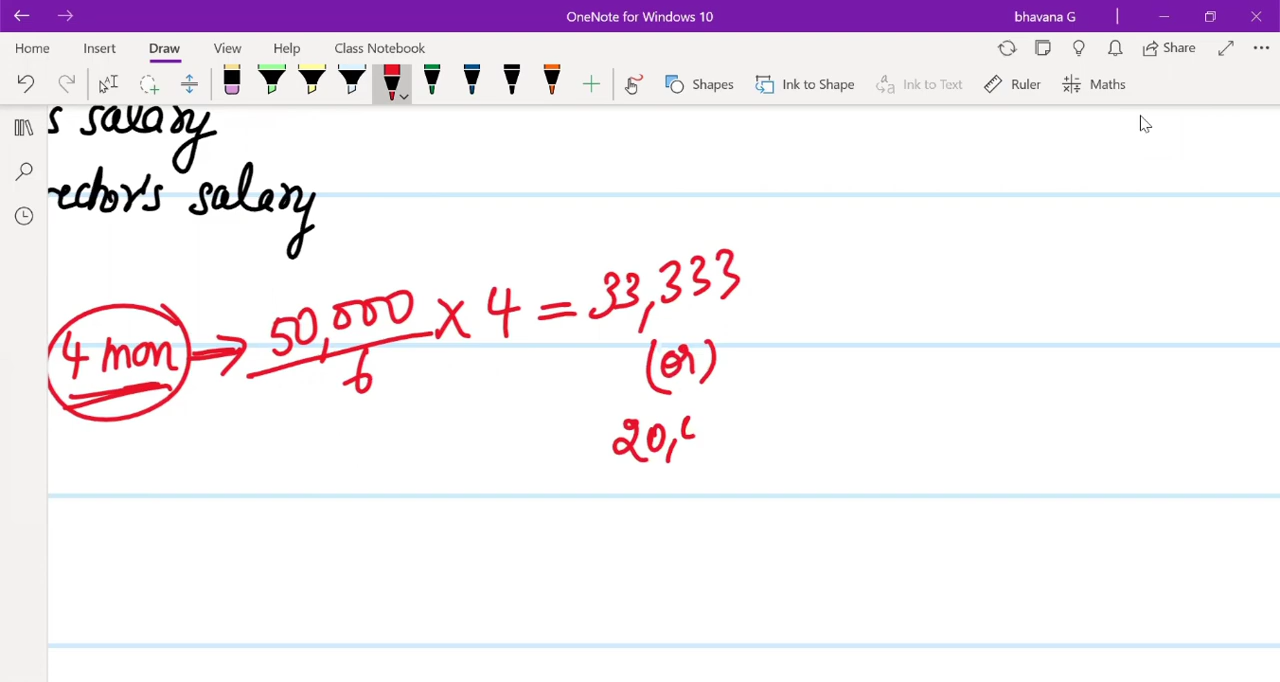 OneNote for Windows 10
bhavana G
Home Insert Draw View Help Class Notebook
Share
Shapes Ink to Shape Ink to Text Ruler Maths
s salary
rector's salary
4 mon → 50,000 / 6 × 4 = 33,333
(or)
20,